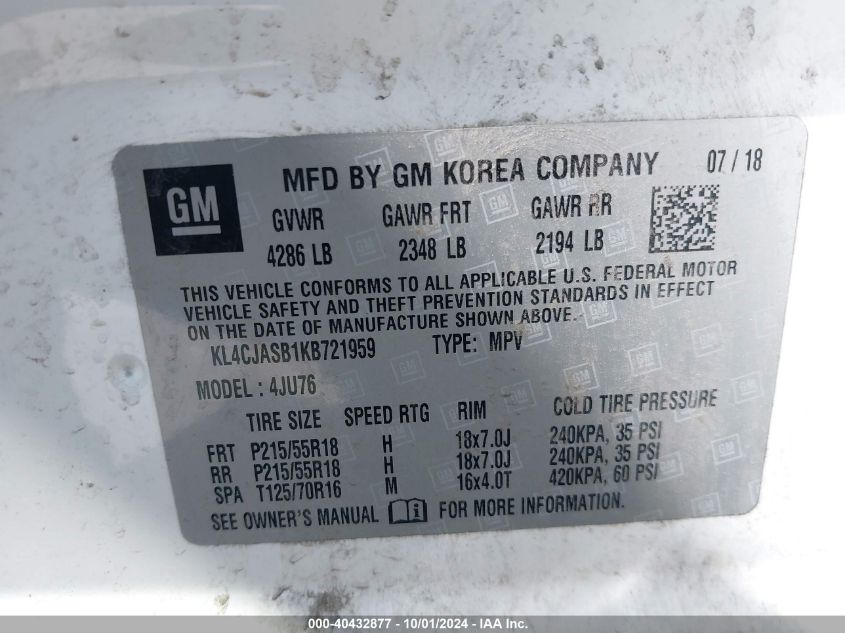 GM
MFD BY GM KOREA COMPANY 07 / 18
GVWR GAWR FRT GAWR RR
4286 LB 2348 LB 2194 LB
THIS VEHICLE CONFORMS TO ALL APPLICABLE U.S. FEDERAL MOTOR
VEHICLE SAFETY AND THEFT PREVENTION STANDARDS IN EFFECT
ON THE DATE OF MANUFACTURE SHOWN ABOVE.
KL4CJASB1KB721959 TYPE: MPV
MODEL : 4JU76
TIRE SIZE SPEED RTG RIM COLD TIRE PRESSURE
FRT P215/55R18 H 18x7.0J 240KPA, 35 PSI
RR P215/55R18 H 18x7.0J 240KPA, 35 PSI
SPA T125/70R16 M 16x4.0T 420KPA, 60 PSI
SEE OWNER'S MANUAL FOR MORE INFORMATION.
000-40432877 - 10/01/2024 - IAA Inc.